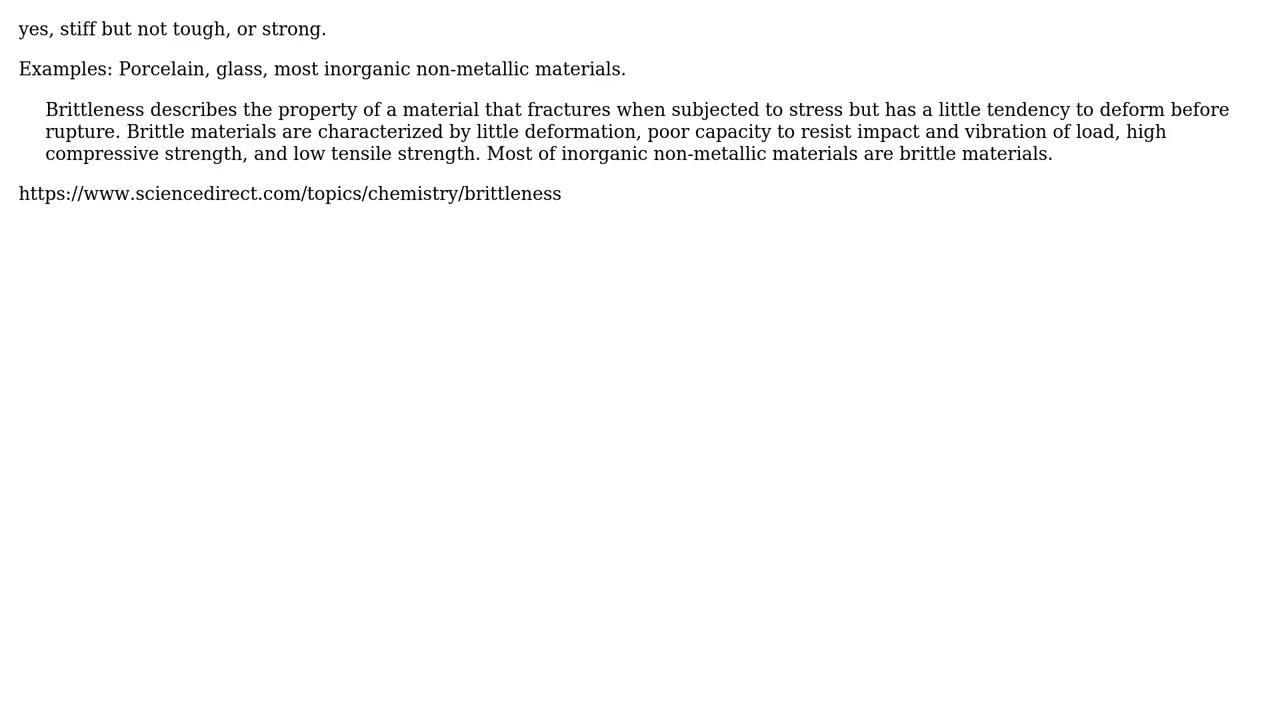 yes, stiff but not tough, or strong.
Examples: Porcelain, glass, most inorganic non-metallic materials.
Brittleness describes the property of a material that fractures when subjected to stress but has a little tendency to deform before
rupture. Brittle materials are characterized by little deformation, poor capacity to resist impact and vibration of load, high
compressive strength, and low tensile strength. Most of inorganic non-metallic materials are brittle materials.
https://www.sciencedirect.com/topics/chemistry/brittleness